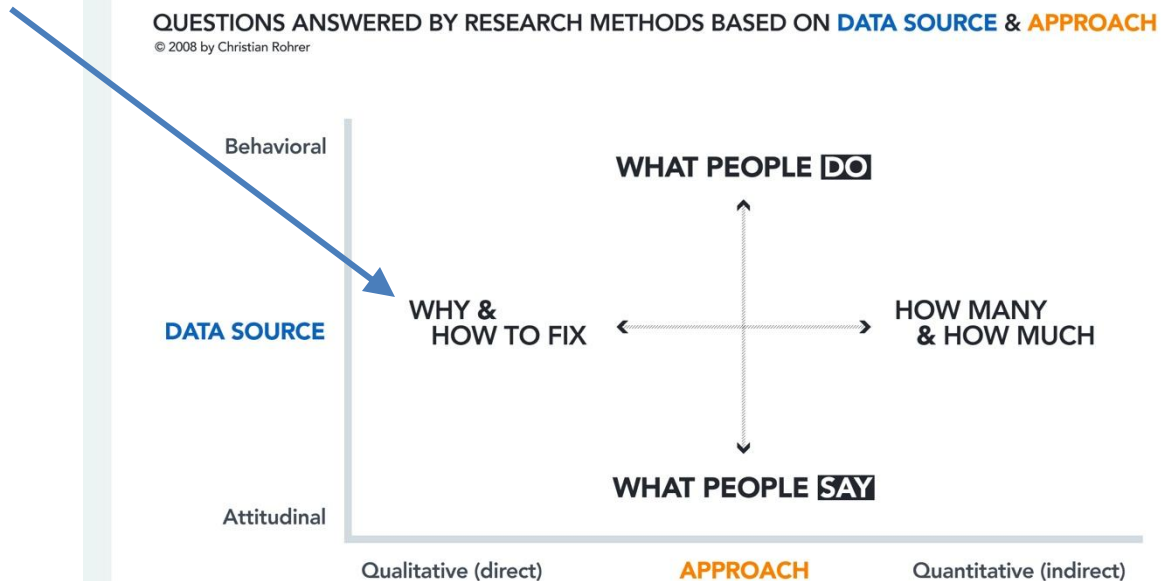 QUESTIONS ANSWERED BY RESEARCH METHODS BASED ON DATA SOURCE & APPROACH
© 2008 by Christian Rohrer
Behavioral
WHAT PEOPLE DO
WHY &
HOW TO FIX
HOW MANY
& HOW MUCH
DATA SOURCE
WHAT PEOPLE SAY
Attitudinal
Qualitative (direct)
APPROACH
Quantitative (indirect)